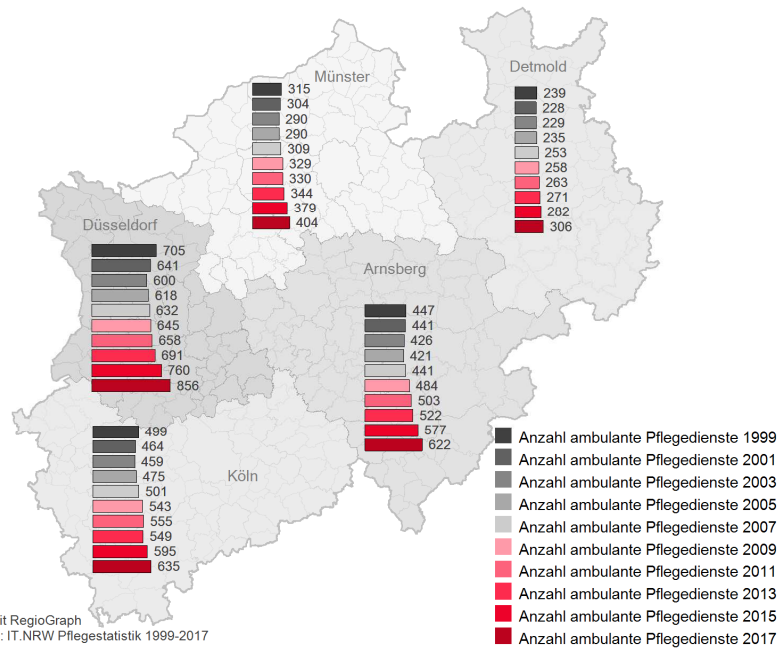 Münster
315
304
290
290
309
329
330
344
379
404
Detmold
239
228
229
235
253
258
263
271
282
306
Düsseldorf
705
641
600
618
632
645
658
691
760
856
Arnsberg
447
441
426
421
441
484
503
522
577
622
Köln
499
464
459
475
501
543
555
549
595
635
Anzahl ambulante Pflegedienste 1999
Anzahl ambulante Pflegedienste 2001
Anzahl ambulante Pflegedienste 2003
Anzahl ambulante Pflegedienste 2005
Anzahl ambulante Pflegedienste 2007
Anzahl ambulante Pflegedienste 2009
Anzahl ambulante Pflegedienste 2011
Anzahl ambulante Pflegedienste 2013
Anzahl ambulante Pflegedienste 2015
Anzahl ambulante Pflegedienste 2017
it RegioGraph
: IT.NRW Pflegestatistik 1999-2017